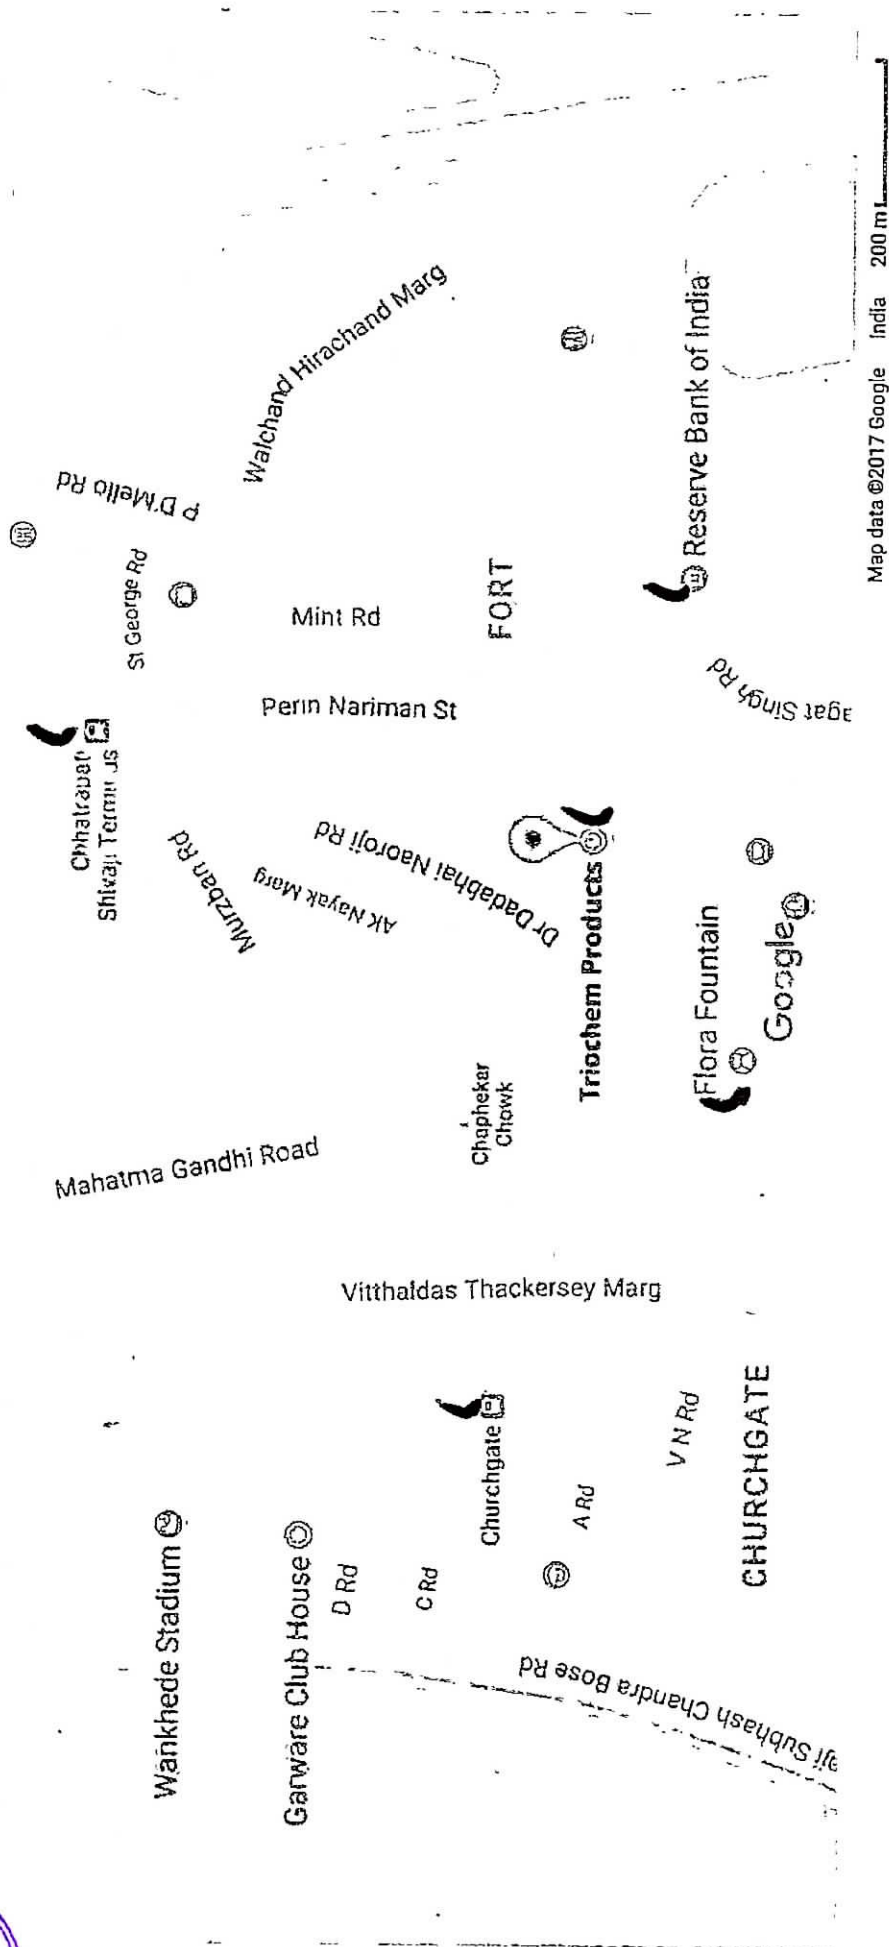 Wankhede Stadium
Garware Club House
D Rd
C Rd
Churchgate
A Rd
V N Rd
CHURCHGATE
eji Subhash Chandra Bose Rd
Vitthaldas Thackersey Marg
Mahatma Gandhi Road
Chaphekar
Chowk
Murzban Rd
AK Nayak Marg
Dr Dadabhai Naoroji Rd
Triochem Products
Flora Fountain
Google
Chhatrapati
Shivaji Terminus
St George Rd
P D'Mello Rd
Perin Nariman St
Mint Rd
Walchand Hirachand Marg
FORT
Reserve Bank of India
agat Singh Rd
Map data ©2017 Google India 200 m